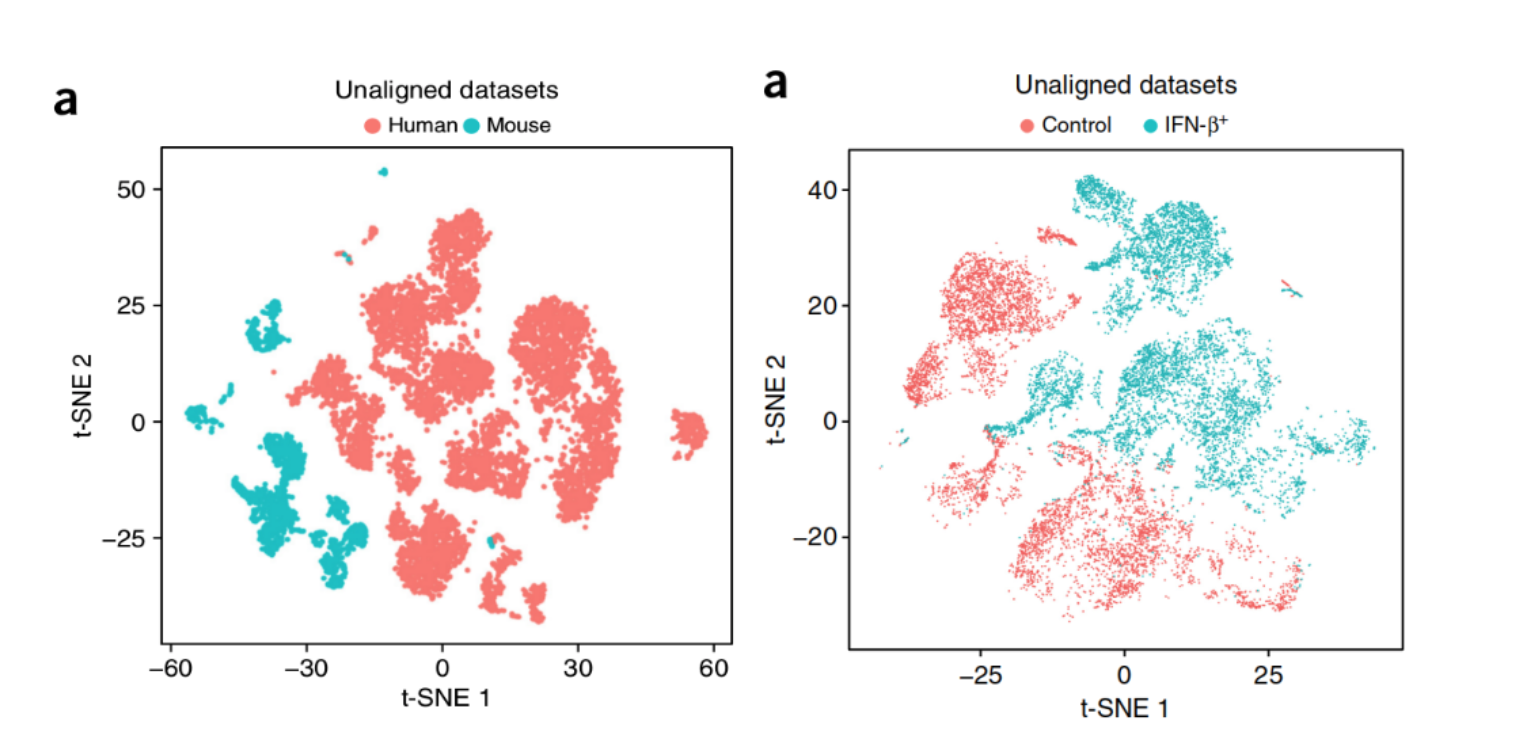 a
Unaligned datasets
Human Mouse
50
25
0
−25
−60 −30 0 30 60
t-SNE 1
t-SNE 2
a
Unaligned datasets
Control IFN-β⁺
40
20
0
−20
−25 0 25
t-SNE 1
t-SNE 2